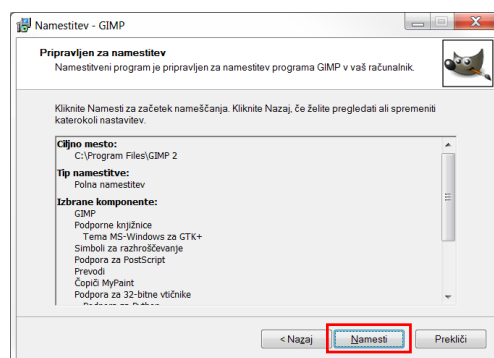 Namestitev - GIMP
Pripravljen za namestitev
Namestitveni program je pripravljen za namestitev programa GIMP v vaš računalnik.
Kliknite Namesti za začetek nameščanja. Kliknite Nazaj, če želite pregledati ali spremeniti
katerokoli nastavitev.
Ciljno mesto:
C:\Program Files\GIMP 2
Tip namestitve:
Polna namestitev
Izbrane komponente:
GIMP
Podporne knjižnice
Tema MS-Windows za GTK+
Simboli za razhroščevanje
Podpora za PostScript
Prevodi
Čopiči MyPaint
Podpora za 32-bitne vtičnike
Podpora za Python
< Nazaj
Namesti
Prekliči